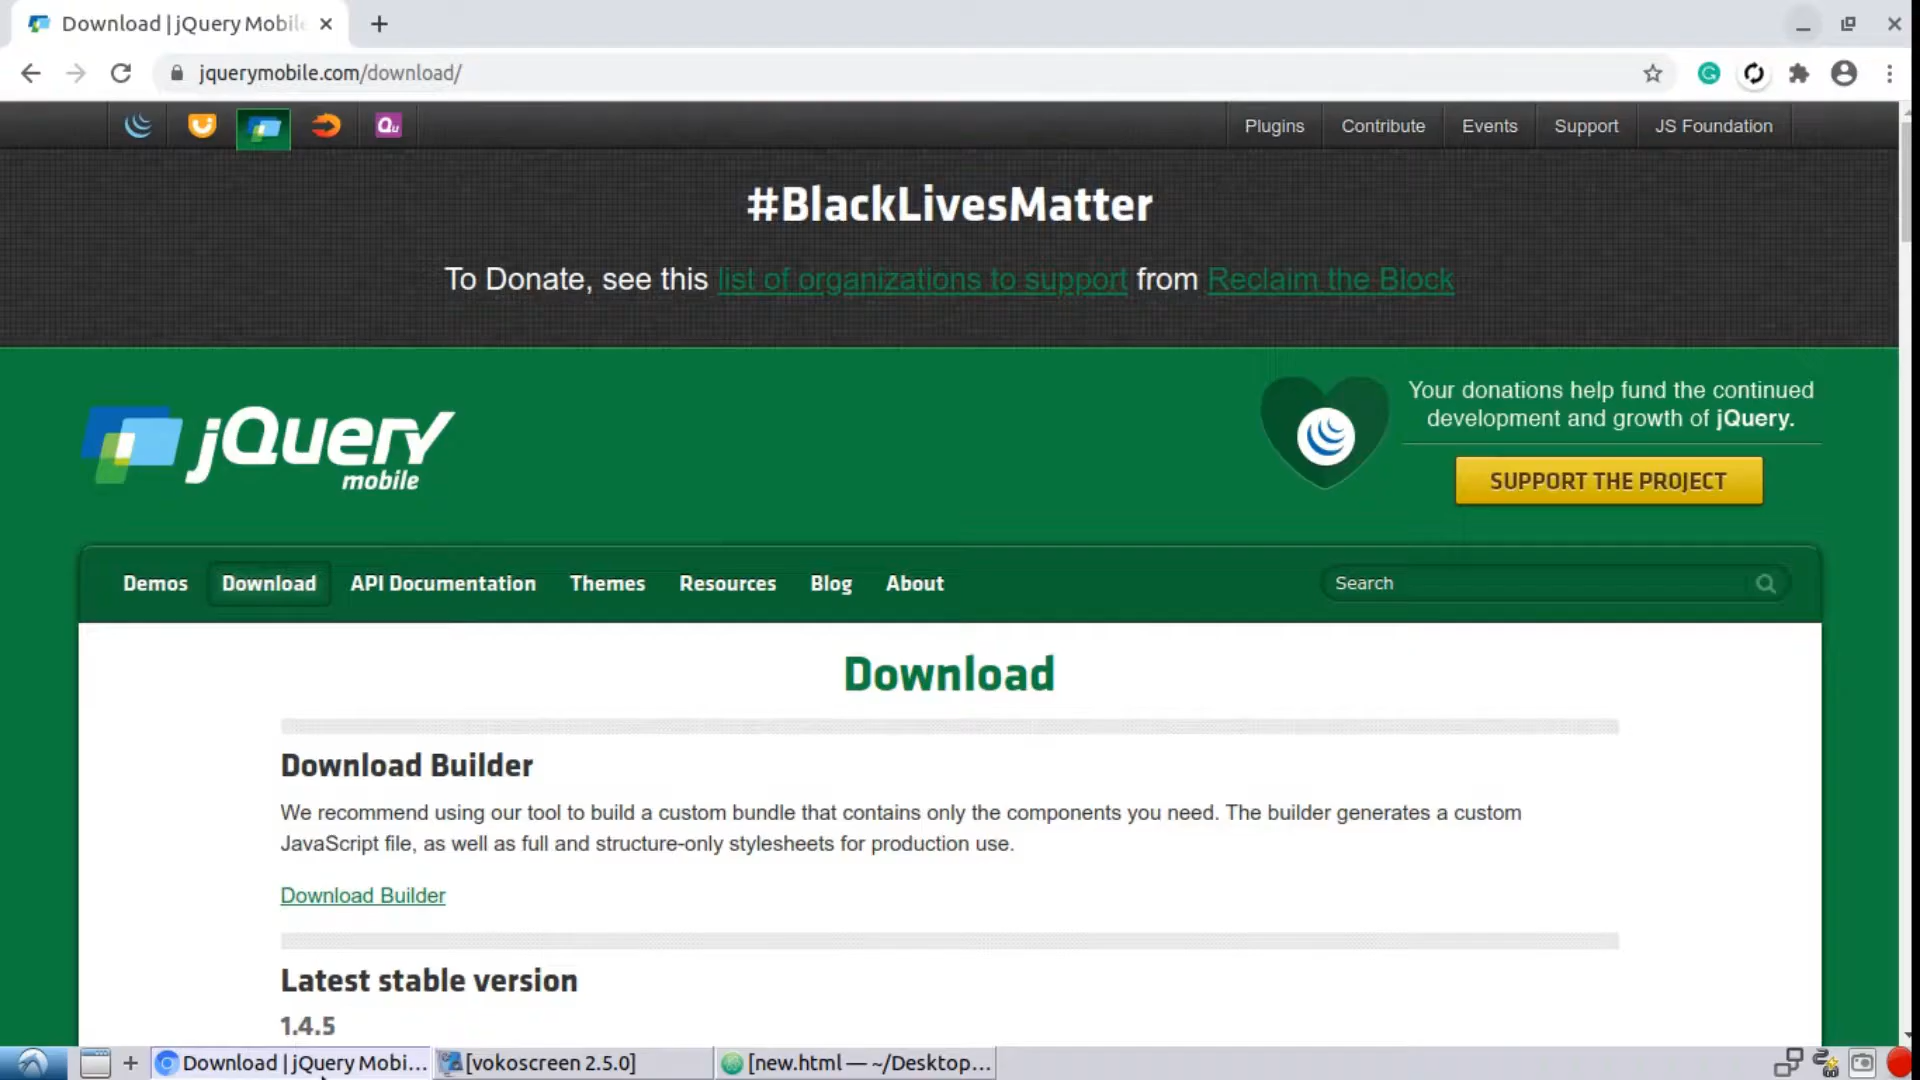 Download | jQuery Mobile
jquerymobile.com/download/
Qu
Plugins
Contribute
Events
Support
JS Foundation
#BlackLivesMatter
To Donate, see this list of organizations to support from Reclaim the Block
jQuery
mobile
Your donations help fund the continued
development and growth of jQuery.
SUPPORT THE PROJECT
Demos
Download
API Documentation
Themes
Resources
Blog
About
Search
Download
Download Builder
We recommend using our tool to build a custom bundle that contains only the components you need. The builder generates a custom
JavaScript file, as well as full and structure-only stylesheets for production use.
Download Builder
Latest stable version
1.4.5
Download | jQuery Mobi...
[vokoscreen 2.5.0]
[new.html — ~/Desktop...